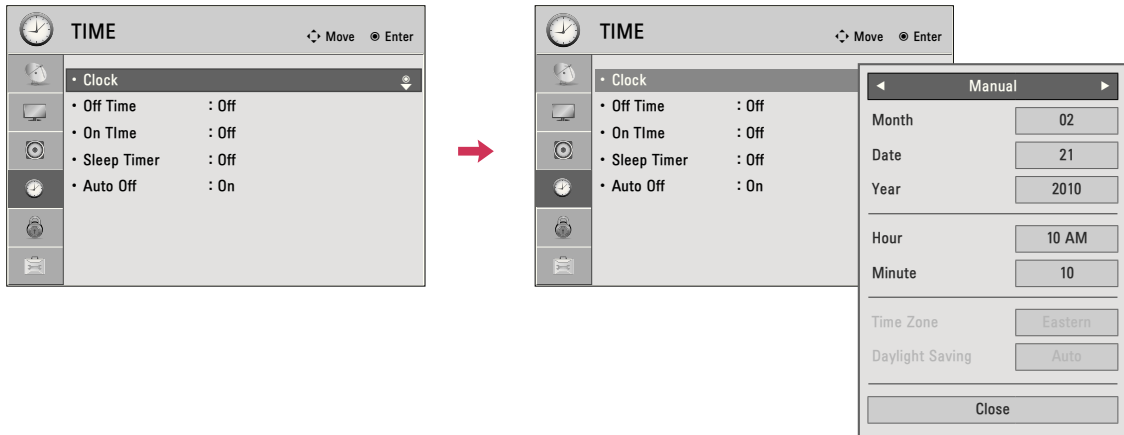 TIME
Move
Enter
• Clock
• Off Time : Off
• On TIme : Off
• Sleep Timer : Off
• Auto Off : On
TIME
Move
Enter
• Clock
• Off Time : Off
• On TIme : Off
• Sleep Timer : Off
• Auto Off : On
◄ Manual ►
Month 02
Date 21
Year 2010
Hour 10 AM
Minute 10
Time Zone Eastern
Daylight Saving Auto
Close